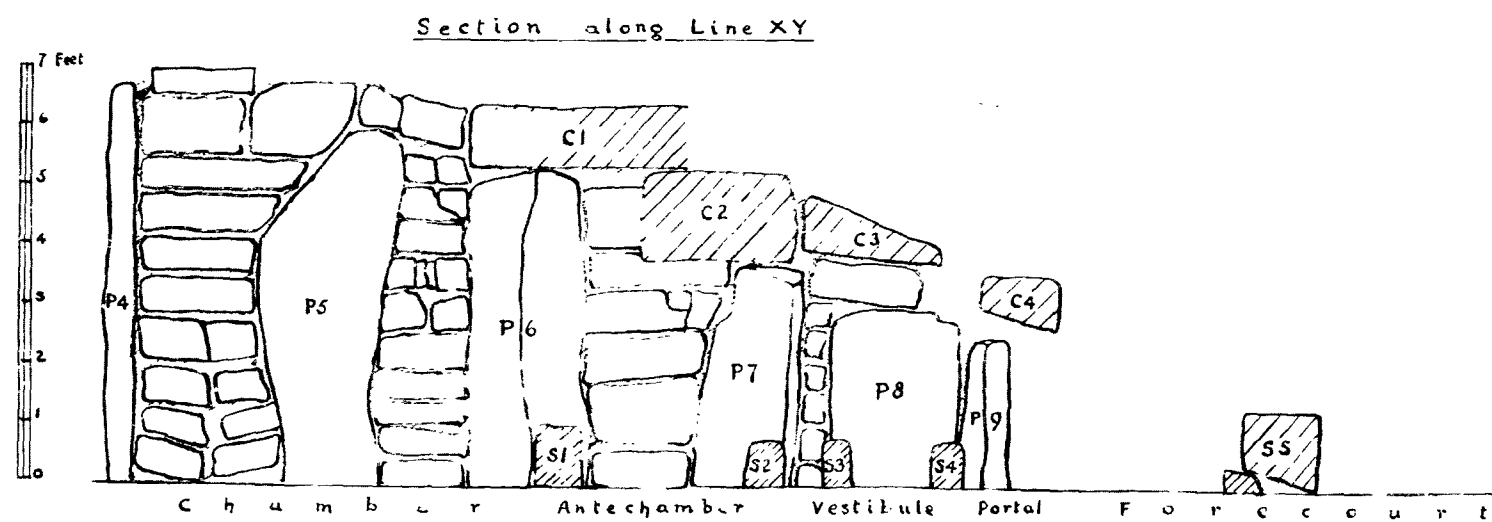 Section along Line XY
7 Feet
6
5
4
3
2
1
0
C1
C2
C3
C4
P4
P5
P6
P7
P8
P9
S1
S2
S3
S4
SS
Chamber Antechamber Vestibule Portal Forecourt